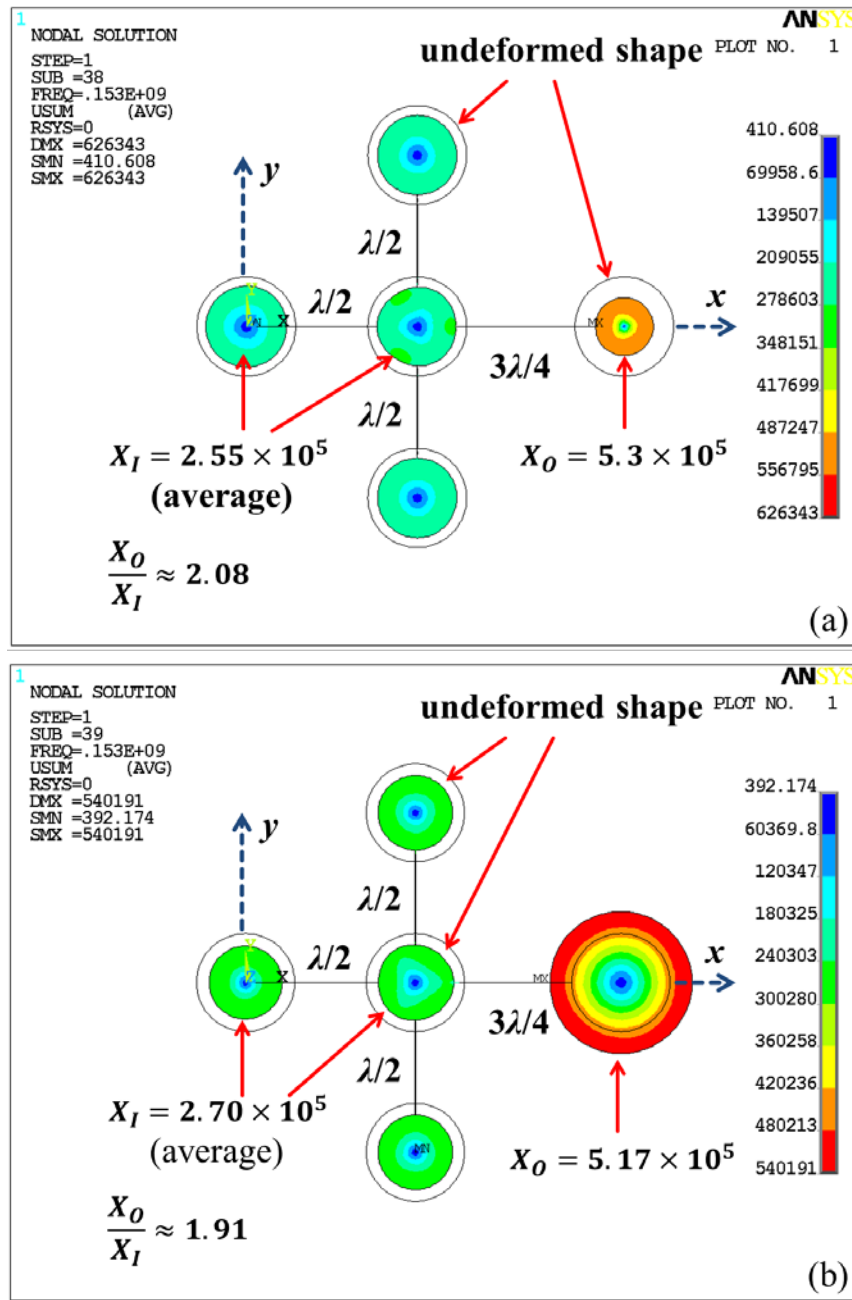 1
ANSYS
NODAL SOLUTION
PLOT NO. 1
undeformed shape
STEP=1
SUB =38
FREQ=.153E+09
USUM (AVG)
RSYS=0
DMX =626343
SMN =410.608
SMX =626343
410.608
69958.6
139507
209055
278603
348151
417699
487247
556795
626343
y
λ/2
λ/2
Y
X
MX
x
3λ/4
λ/2
X_I = 2.55 × 10^5
(average)
X_O = 5.3 × 10^5
X_O/X_I ≈ 2.08
(a)
1
ANSYS
NODAL SOLUTION
PLOT NO. 1
undeformed shape
STEP=1
SUB =39
FREQ=.153E+09
USUM (AVG)
RSYS=0
DMX =540191
SMN =392.174
SMX =540191
392.174
60369.8
120347
180325
240303
300280
360258
420236
480213
540191
y
λ/2
λ/2
Y
Z
X
MX
x
3λ/4
λ/2
X_I = 2.70 × 10^5
(average)
MN
X_O = 5.17 × 10^5
X_O/X_I ≈ 1.91
(b)